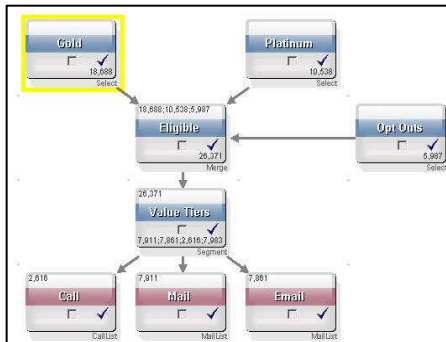 Gold
18,688
Select
Platinum
10,538
Select
18,688;10,538;5,987
Eligible
26,371
Merge
Opt Outs
5,987
Select
26,371
Value Tiers
7,911;7,861;2,616;7,983
Segment
2,616
Call
CallList
7,911
Mail
MailList
7,861
Email
MailList